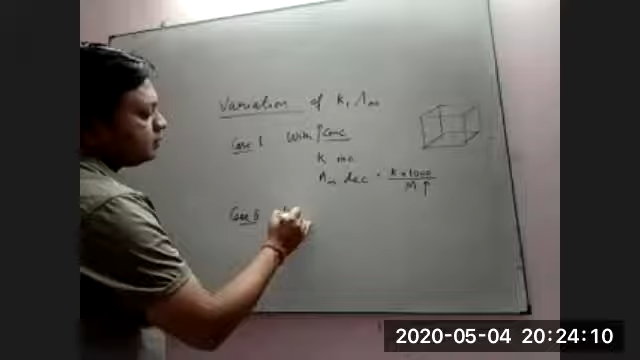 Variation of K, Λm
Case I With ↑ Conc
K inc
Λm dec = K × 1000 / M ↑
Case II
2020-05-04 20:24:10